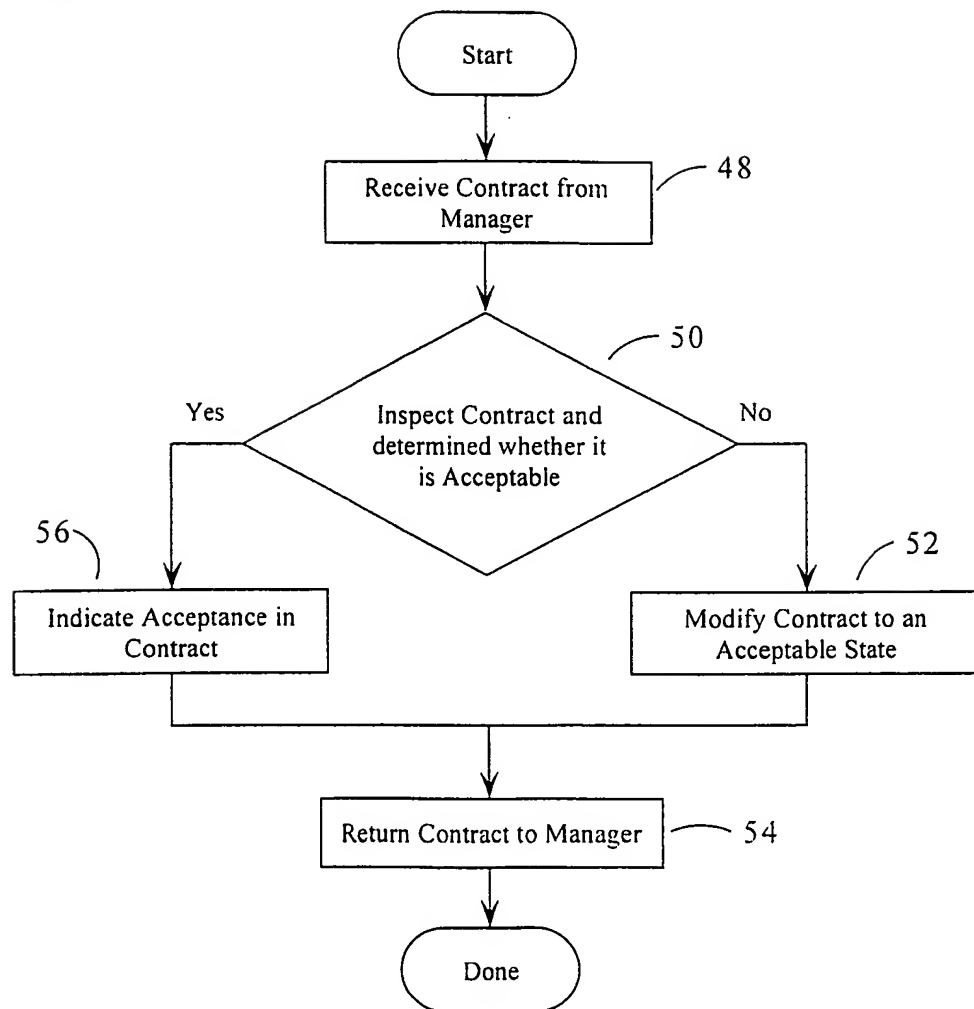 Start
Receive Contract from
Manager
48
50
Yes
Inspect Contract and
determined whether it
is Acceptable
No
56
52
Indicate Acceptance in
Contract
Modify Contract to an
Acceptable State
Return Contract to Manager
54
Done